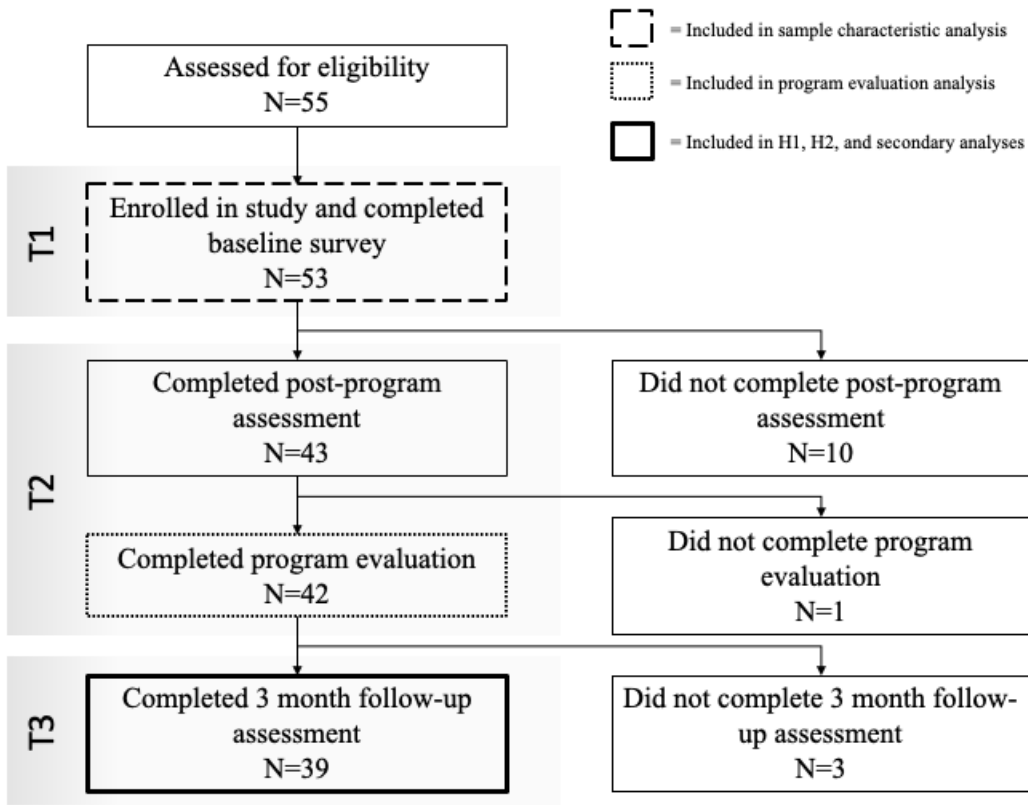 Assessed for eligibility
N=55
= Included in sample characteristic analysis
= Included in program evaluation analysis
= Included in H1, H2, and secondary analyses
T1
Enrolled in study and completed
baseline survey
N=53
T2
Completed post-program
assessment
N=43
Did not complete post-program
assessment
N=10
Completed program evaluation
N=42
Did not complete program
evaluation
N=1
T3
Completed 3 month follow-up
assessment
N=39
Did not complete 3 month follow-
up assessment
N=3